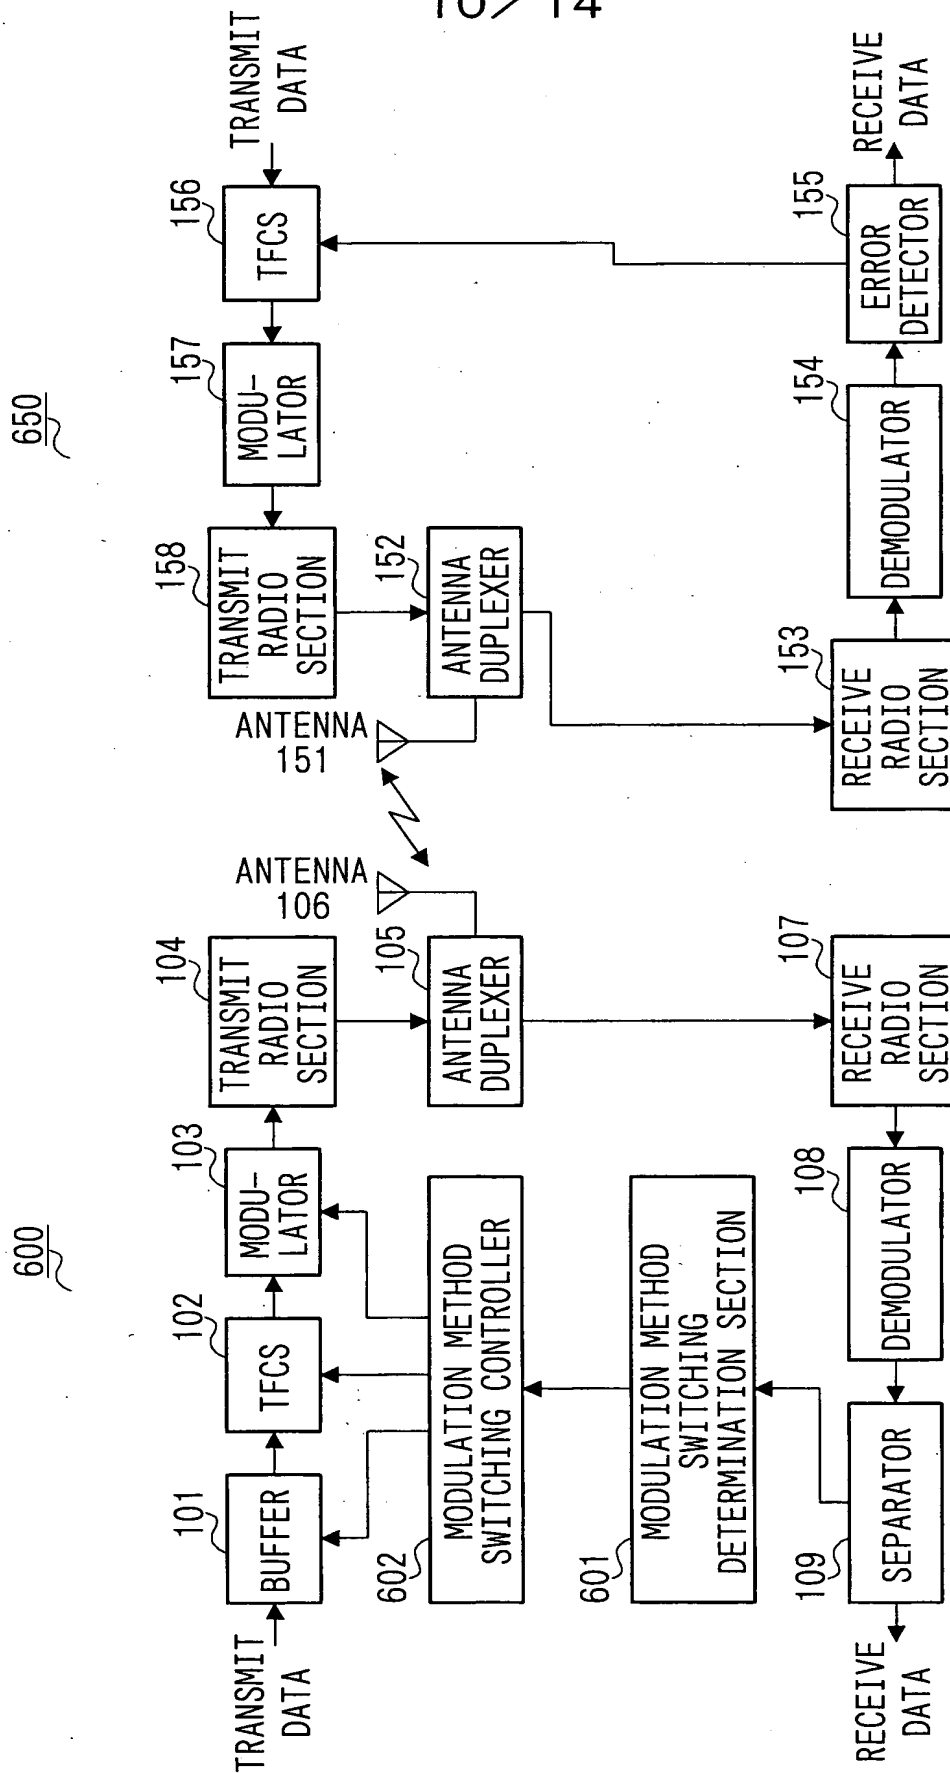 10/14
600
650
TRANSMIT
DATA
101
BUFFER
102
TFCS
103
MODU-
LATOR
104
TRANSMIT
RADIO
SECTION
105
ANTENNA
DUPLEXER
ANTENNA
106
602
MODULATION METHOD
SWITCHING CONTROLLER
601
MODULATION METHOD
SWITCHING
DETERMINATION SECTION
107
RECEIVE
RADIO
SECTION
108
DEMODULATOR
109
SEPARATOR
RECEIVE
DATA
ANTENNA
151
152
ANTENNA
DUPLEXER
158
TRANSMIT
RADIO
SECTION
157
MODU-
LATOR
156
TFCS
TRANSMIT
DATA
153
RECEIVE
RADIO
SECTION
154
DEMODULATOR
155
ERROR
DETECTOR
RECEIVE
DATA